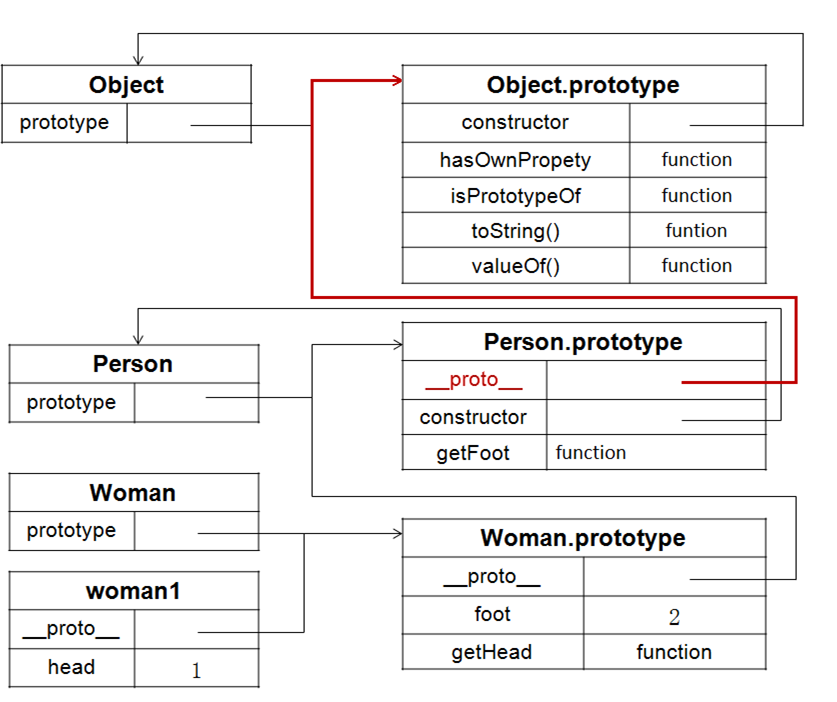 Object
prototype
Object.prototype
constructor
hasOwnPropety function
isPrototypeOf function
toString() funtion
valueOf() function
Person
prototype
Person.prototype
__proto__
constructor
getFoot function
Woman
prototype
woman1
__proto__
head 1
Woman.prototype
__proto__
foot 2
getHead function